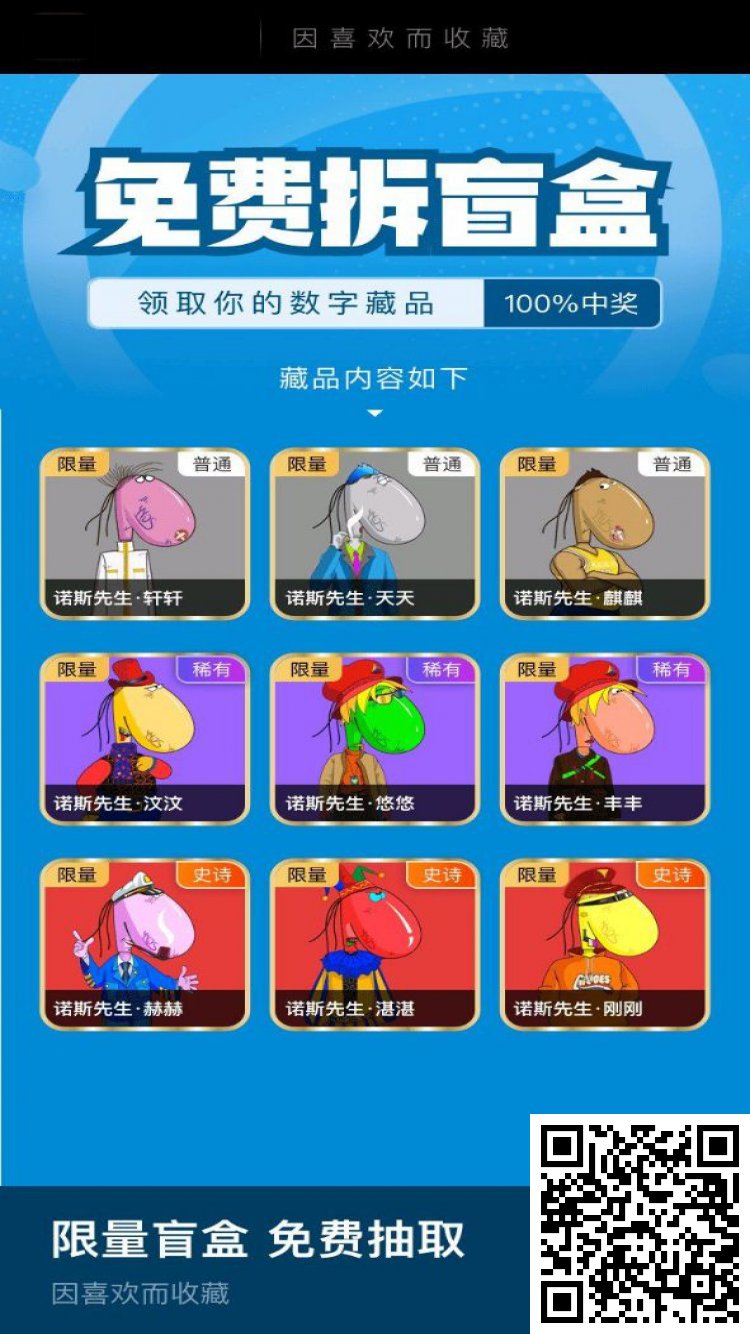 因喜欢而收藏
免费拆盲盒
领取你的数字藏品 100%中奖
藏品内容如下
限量 普通 限量 普通 限量 普通
诺斯先生·轩轩 诺斯先生·天天 诺斯先生·麒麒
限量 稀有 限量 稀有 限量 稀有
诺斯先生·汶汶 诺斯先生·悠悠 诺斯先生·丰丰
限量 史诗 限量 史诗 限量 史诗
诺斯先生·赫赫 诺斯先生·湛湛 诺斯先生·刚刚
限量盲盒 免费抽取
因喜欢而收藏